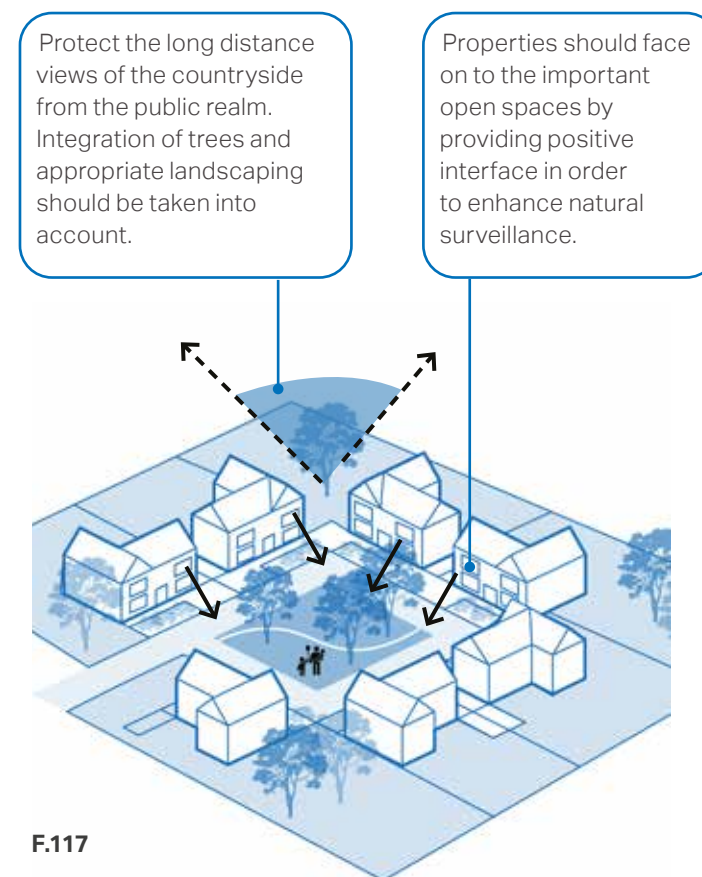 Protect the long distance
views of the countryside
from the public realm.
Integration of trees and
appropriate landscaping
should be taken into
account.
Properties should face
on to the important
open spaces by
providing positive
interface in order
to enhance natural
surveillance.
F.117